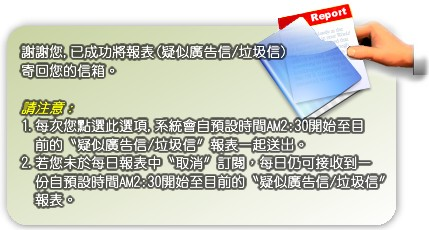 Report
謝謝您,已成功將報表(疑似廣告信/垃圾信)
寄回您的信箱。
請注意:
1.每次您點選此選項,系統會自預設時間AM2:30開始至目
前的〝疑似廣告信/垃圾信〞報表一起送出。
2.若您未於每日報表中〝取消〞訂閱,每日仍可接收到一
份自預設時間AM2:30開始至目前的〝疑似廣告信/垃圾信〞
報表。